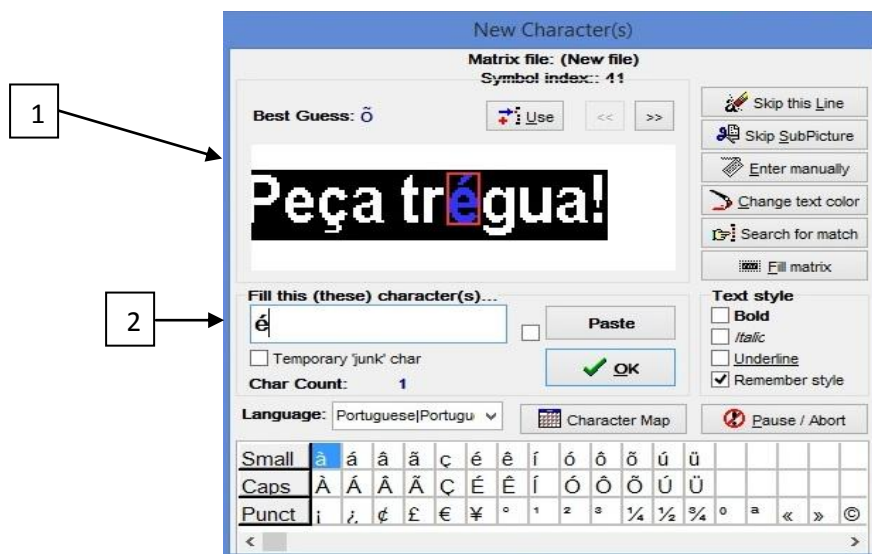 New Character(s)
Matrix file: (New file)
Symbol index:: 41
1
Best Guess: õ
Use
<<
>>
Skip this Line
Skip SubPicture
Enter manually
Change text color
Search for match
Fill matrix
Peça trégua!
2
Fill this (these) character(s)...
é
Paste
Temporary 'junk' char
OK
Char Count: 1
Text style
Bold
Italic
Underline
Remember style
Language: Portuguese|Portugu
Character Map
Pause / Abort
Small à á â ã ç é ê í ó ô õ ú ü
Caps À Á Â Ã Ç É Ê Í Ó Ô Õ Ú Ü
Punct ¡ ¿ ¢ £ € ¥ ° ¹ ² ³ ¼ ½ ¾ º ª « » ©
< >